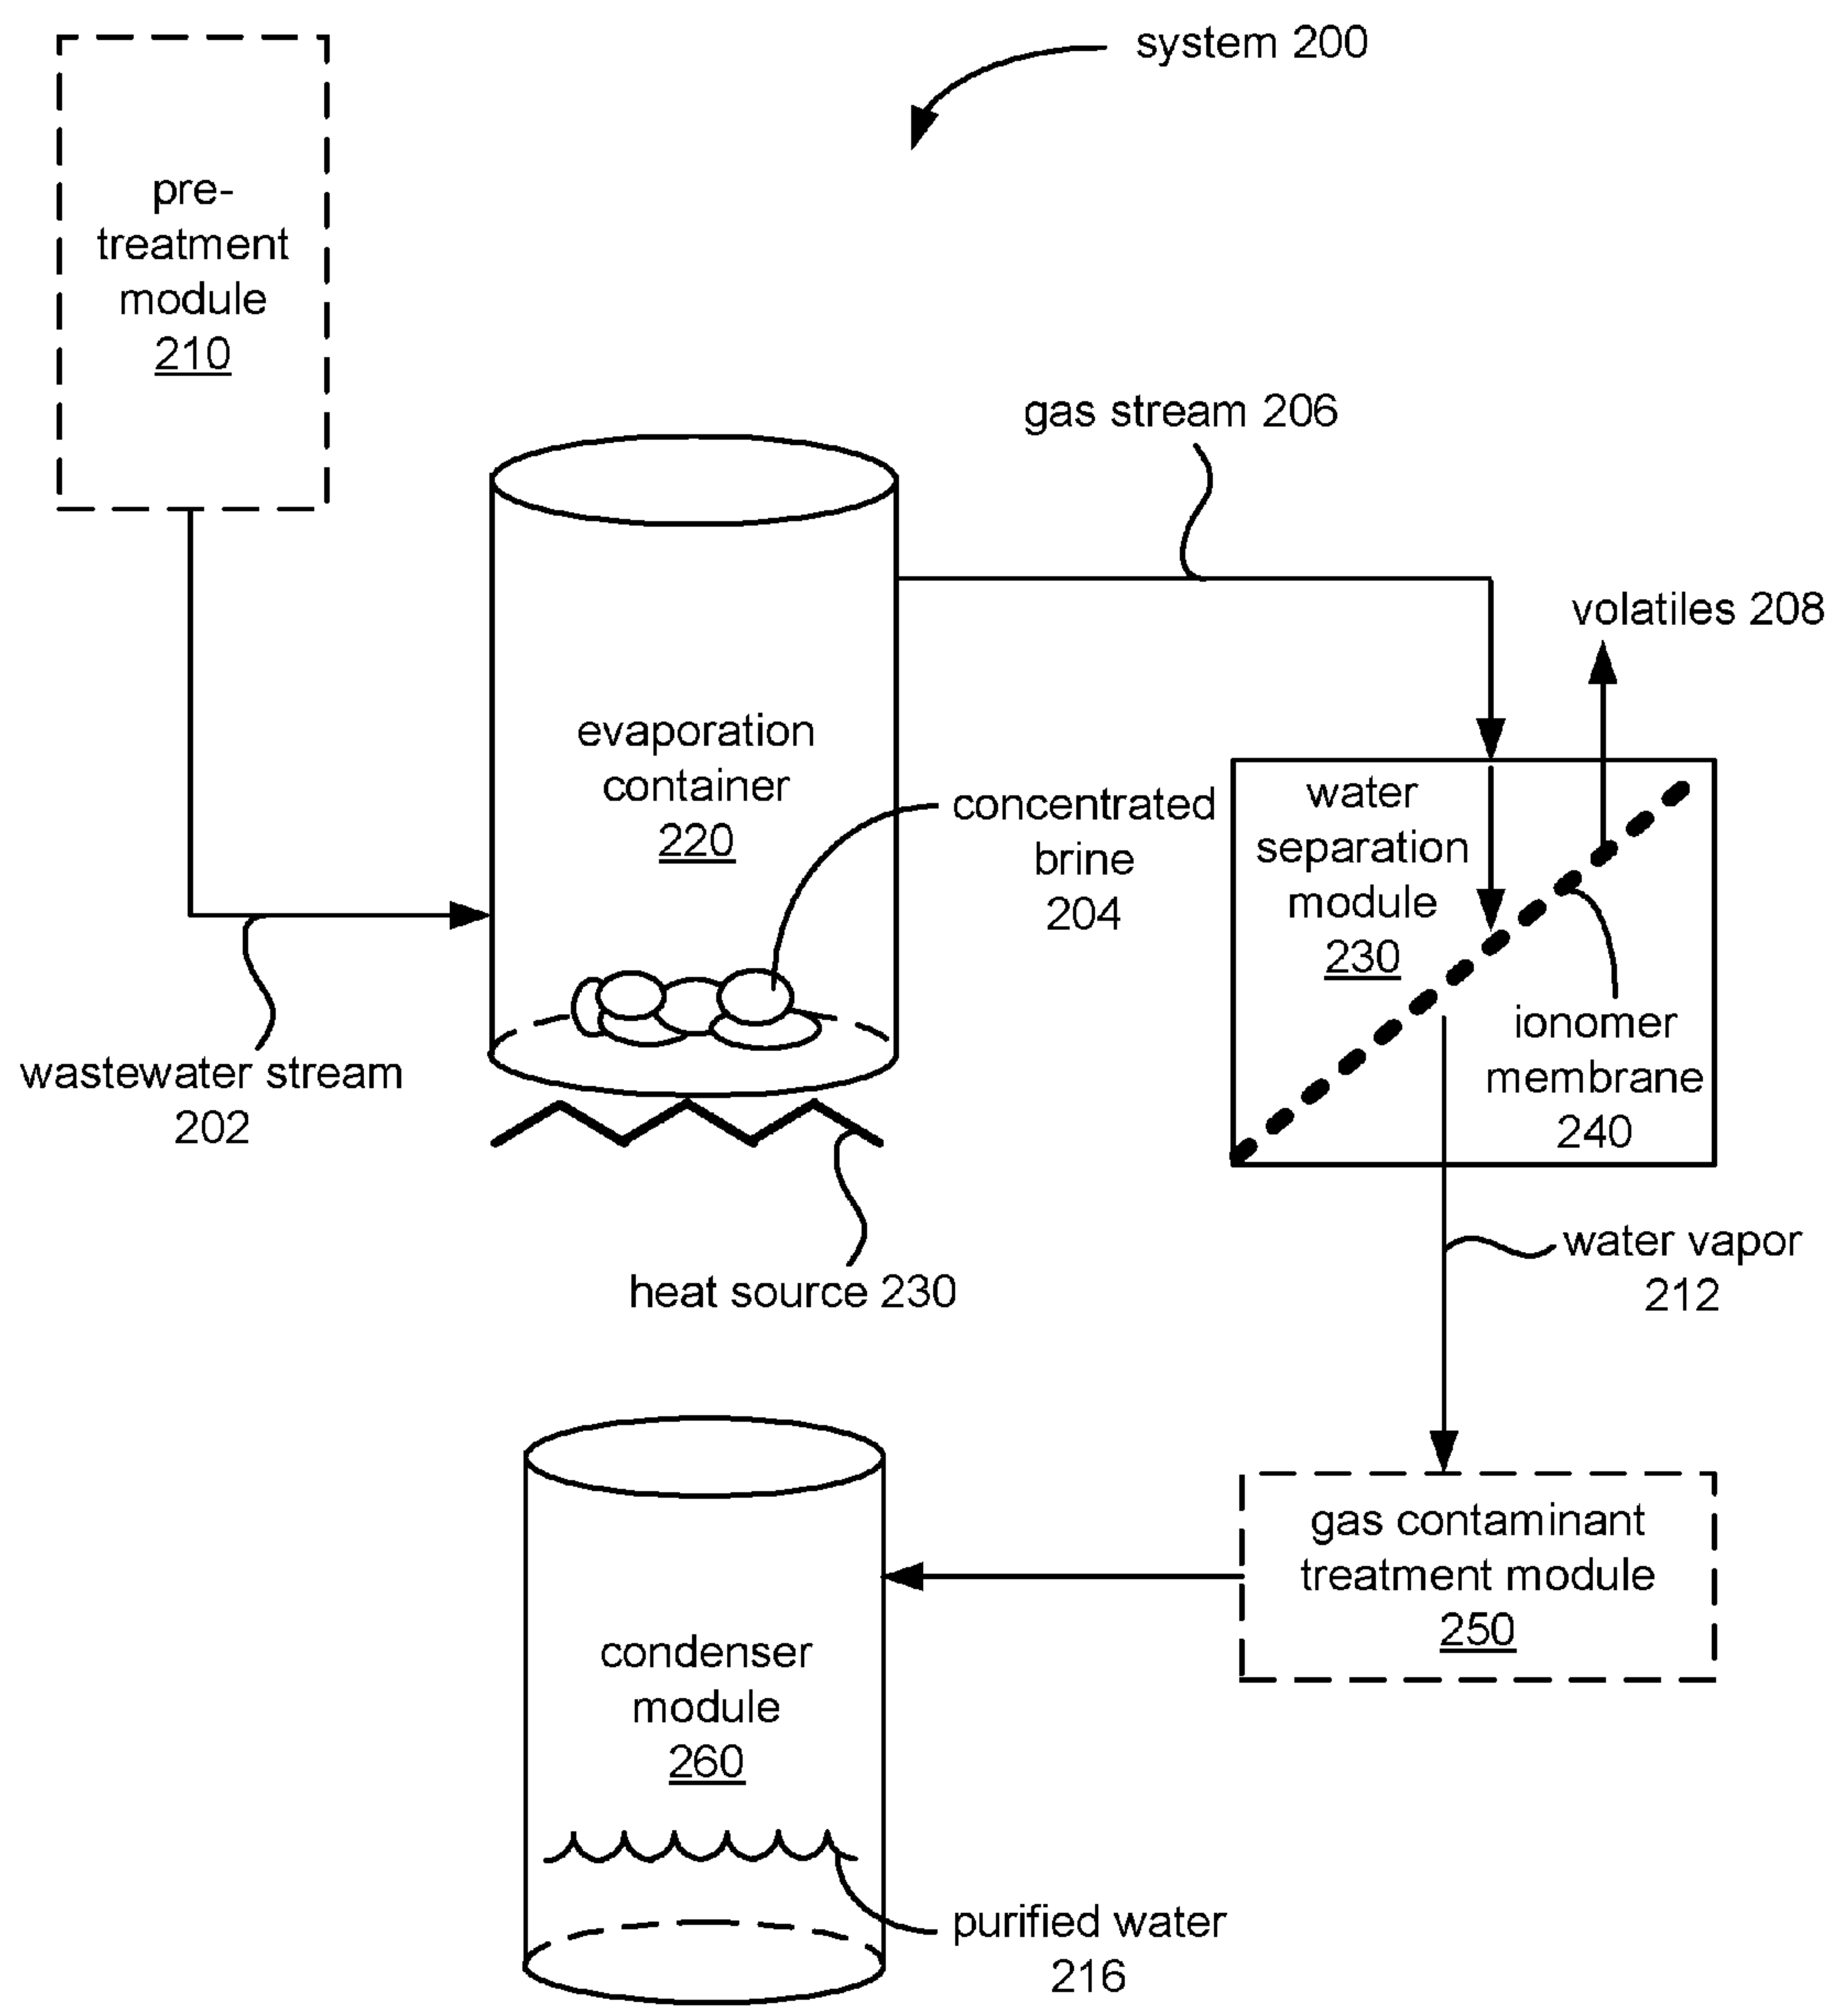 system 200
pre-
treatment
module
210
gas stream 206
volatiles 208
evaporation
container
220
concentrated
brine
204
water
separation
module
230
ionomer
membrane
240
wastewater stream
202
heat source 230
water vapor
212
gas contaminant
treatment module
250
condenser
module
260
purified water
216